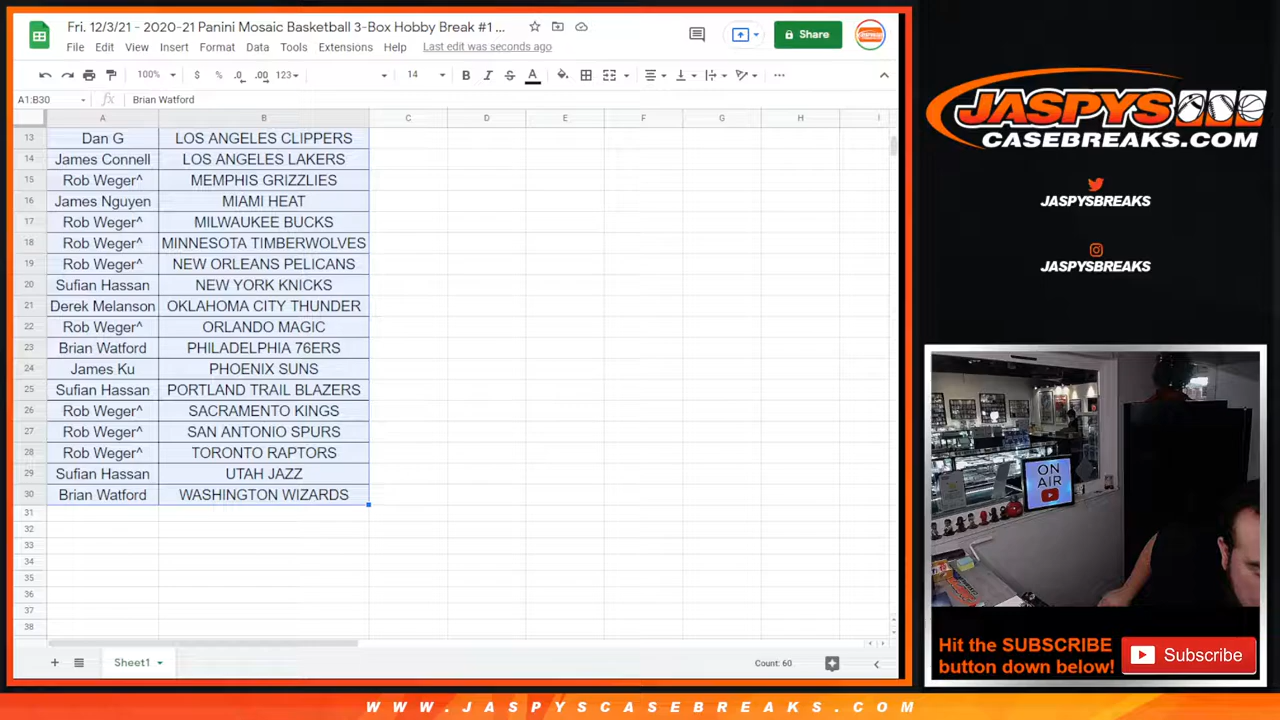 Fri. 12/3/21 - 2020-21 Panini Mosaic Basketball 3-Box Hobby Break #1 ...
File Edit View Insert Format Data Tools Extensions Help Last edit was seconds ago
Share
100% $ % .0 .00 123 14 B I S A
A1:B30 fx Brian Watford
A B C D E F G H I
13 Dan G LOS ANGELES CLIPPERS
14 James Connell LOS ANGELES LAKERS
15 Rob Weger^ MEMPHIS GRIZZLIES
16 James Nguyen MIAMI HEAT
17 Rob Weger^ MILWAUKEE BUCKS
18 Rob Weger^ MINNESOTA TIMBERWOLVES
19 Rob Weger^ NEW ORLEANS PELICANS
20 Sufian Hassan NEW YORK KNICKS
21 Derek Melanson OKLAHOMA CITY THUNDER
22 Rob Weger^ ORLANDO MAGIC
23 Brian Watford PHILADELPHIA 76ERS
24 James Ku PHOENIX SUNS
25 Sufian Hassan PORTLAND TRAIL BLAZERS
26 Rob Weger^ SACRAMENTO KINGS
27 Rob Weger^ SAN ANTONIO SPURS
28 Rob Weger^ TORONTO RAPTORS
29 Sufian Hassan UTAH JAZZ
30 Brian Watford WASHINGTON WIZARDS
31
32
33
34
35
36
37
38
Sheet1
Count: 60
JASPYS
CASEBREAKS.COM
JASPYSBREAKS
JASPYSBREAKS
ON
AIR
Hit the SUBSCRIBE
button down below!
Subscribe
WWW.JASPYSCASEBREAKS.COM